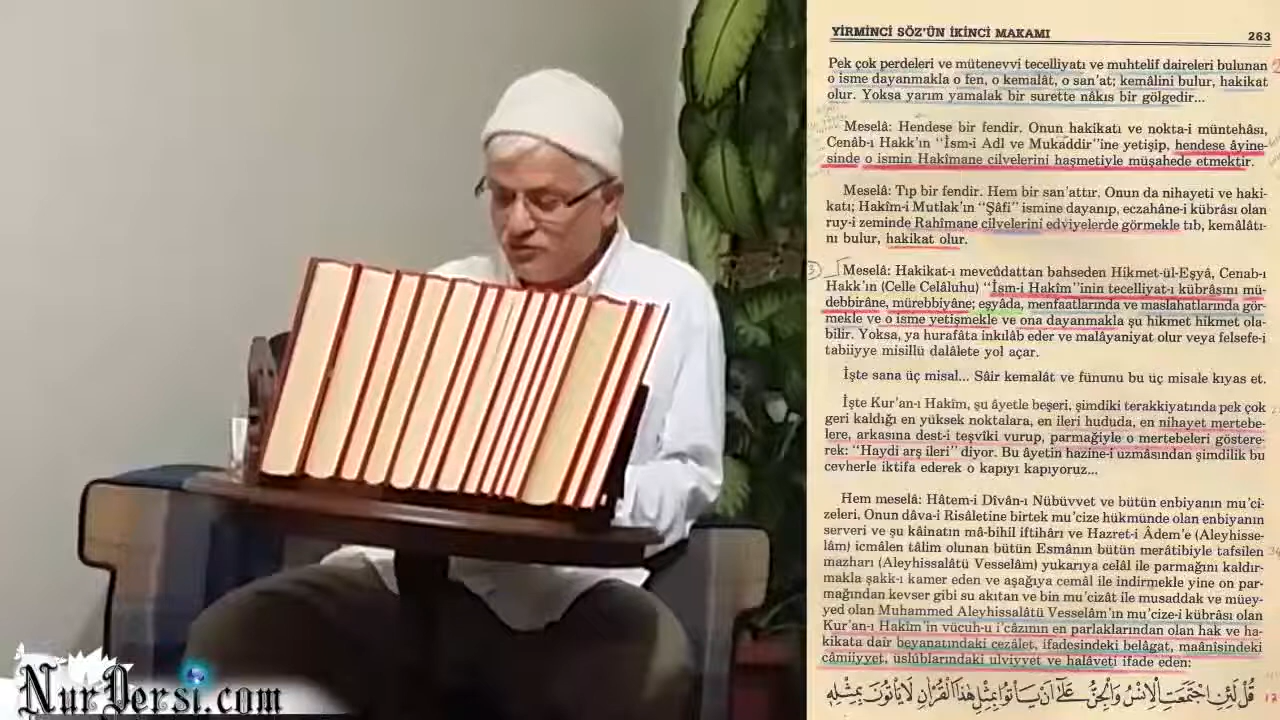 YİRMİNCİ SÖZ'ÜN İKİNCİ MAKAMI 263
Pek çok perdeleri ve mütenevvi tecelliyatı ve muhtelif daireleri bulunan
o isme dayanmakla o fen, o kemalât, o san'at; kemâlini bulur, hakikat
olur. Yoksa yarım yamalak bir surette nâkıs bir gölgedir...
Meselâ: Hendese bir fendir. Onun hakikatı ve nokta-i müntehâsı,
Cenâb-ı Hakk'ın "İsm-i Adl ve Mukaddir"ine yetişip, hendese âyine-
sinde o ismin Hakîmane cilvelerini haşmetiyle müşahede etmektir.
Meselâ: Tıp bir fendir. Hem bir san'attır. Onun da nihayeti ve haki-
katı; Hakîm-i Mutlak'ın "Şâfi" ismine dayanıp, eczahâne-i kübrâsı olan
ruy-i zeminde Rahîmane cilvelerini edviyelerde görmekle tıb, kemâlâtı-
nı bulur, hakikat olur.
Meselâ: Hakikat-ı mevcûdattan bahseden Hikmet-ül-Eşyâ, Cenab-ı
Hakk'ın (Celle Celâluhu) "İsm-i Hakîm"inin tecelliyat-ı kübrâsını mü-
debbirâne, mürebbiyâne; eşyâda, menfaatlarında ve maslahatlarında gör-
mekle ve o isme yetişmekle ve ona dayanmakla şu hikmet hikmet ola-
bilir. Yoksa, ya hurafâta inkılâb eder ve malâyaniyat olur veya felsefe-i
tabiiyye misillü dalâlete yol açar.
İşte sana üç misal... Sâir kemalât ve fünunu bu üç misale kıyas et.
İşte Kur'an-ı Hakîm, şu âyetle beşeri, şimdiki terakkiyatında pek çok
geri kaldığı en yüksek noktalara, en ileri hududa, en nihayet mertebe-
lere, arkasına dest-i teşvîki vurup, parmağiyle o mertebeleri göstere-
rek: "Haydi arş ileri" diyor. Bu âyetin hazine-i uzmâsından şimdilik bu
cevherle iktifa ederek o kapıyı kapıyoruz...
Hem meselâ: Hâtem-i Dîvân-ı Nübüvvet ve bütün enbiyanın mu'ci-
zeleri. Onun dâva-i Risâletine birtek mu'cize hükmünde olan enbiyanın
serveri ve şu kâinatın mâ-bihil iftihârı ve Hazret-i Âdem'e (Aleyhisse-
lâm) icmâlen tâlim olunan bütün Esmânın bütün merâtibiyle tafsilen
mazharı (Aleyhissalâtü Vesselâm) yukarıya celâl ile parmağını kaldır-
makla şakk-ı kamer eden ve aşağıya cemâl ile indirmekle yine on par-
mağından kevser gibi su akıtan ve bin mu'cizât ile musaddak ve müey-
yed olan Muhammed Aleyhissalâtü Vesselâm'ın mu'cize-i kübrâsı olan
Kur'an-ı Hakîm'in vücuh-u i'câzının en parlaklarından olan hak ve ha-
kikata dair beyanatındaki cezâlet, ifadesindeki belâgat, maânîsindeki
câmiiyyet, uslûblarındaki ulviyyet ve halâveti ifade eden:
قُلْ لَئِنِ اجْتَمَعَتِ الْاِنْسُ وَالْجِنُّ عَلٰٓى اَنْ يَاْتُوا بِمِثْلِ هٰذَا الْقُرْاٰنِ لَا يَاْتُونَ بِمِثْلِهِ
NurDersi.com